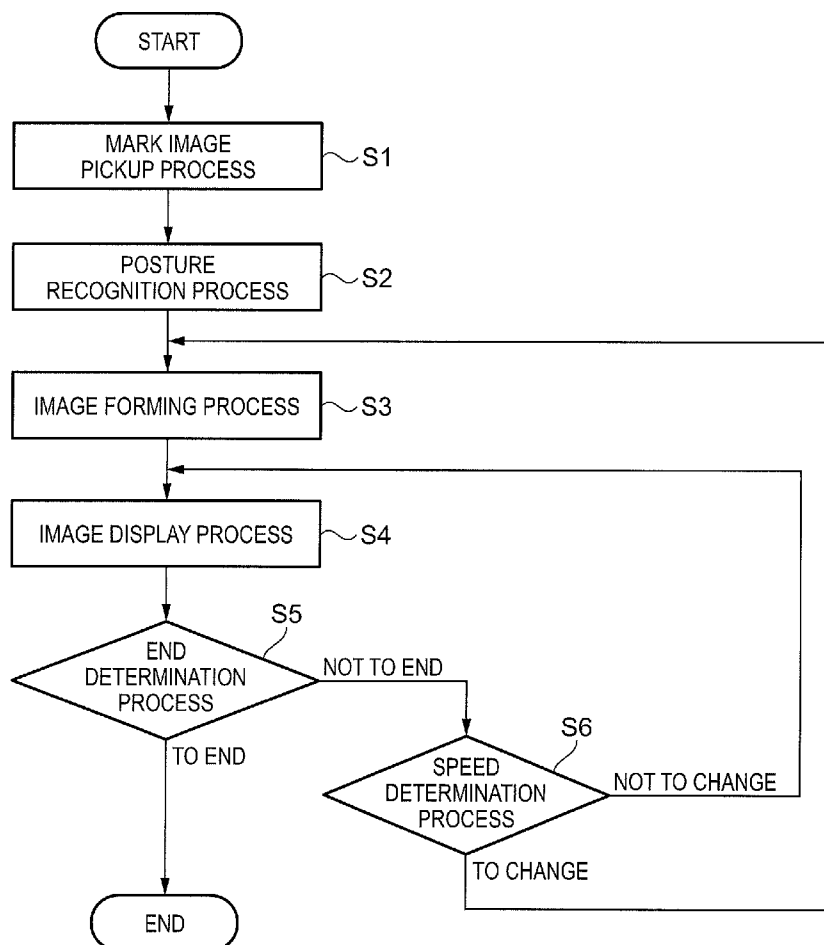 START
MARK IMAGE
PICKUP PROCESS
S1
POSTURE
RECOGNITION PROCESS
S2
IMAGE FORMING PROCESS
S3
IMAGE DISPLAY PROCESS
S4
S5
END
DETERMINATION
PROCESS
NOT TO END
TO END
S6
SPEED
DETERMINATION
PROCESS
NOT TO CHANGE
TO CHANGE
END